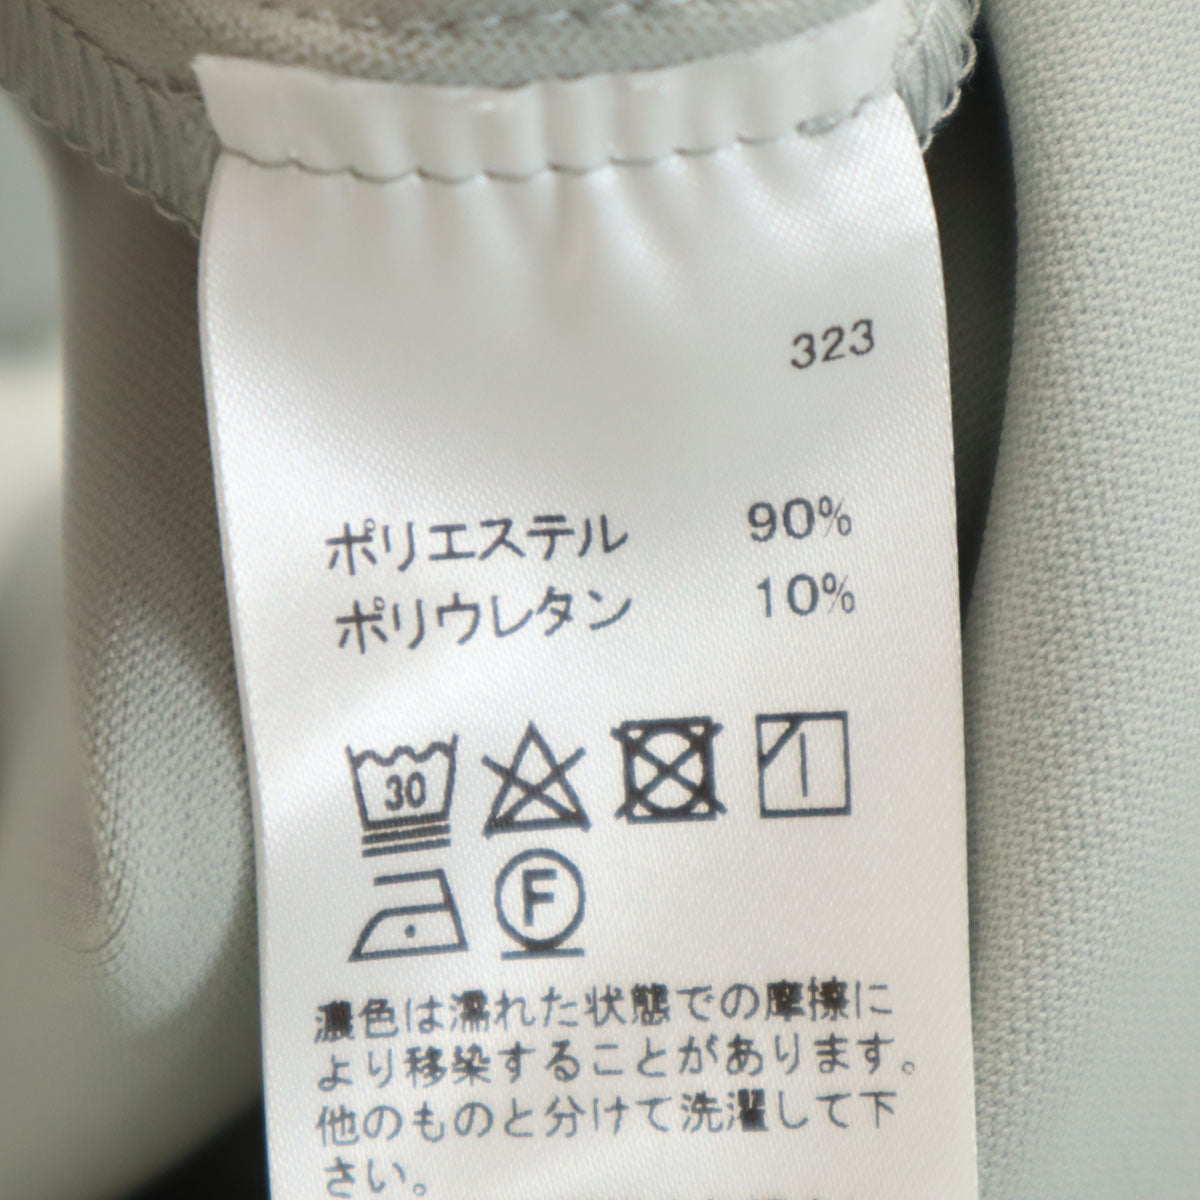 323
ポリエステル 90%
ポリウレタン 10%
30
F
濃色は濡れた状態での摩擦に
より移染することがあります。
他のものと分けて洗濯して下
さい。